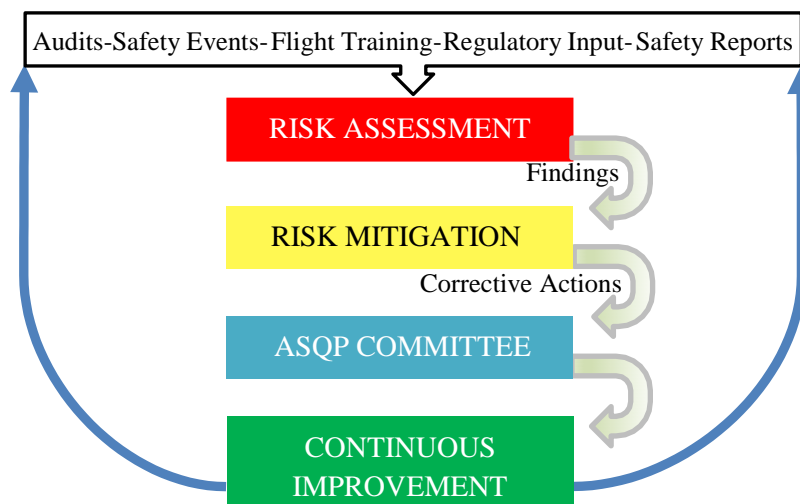 Audits-Safety Events-Flight Training-Regulatory Input-Safety Reports
RISK ASSESSMENT
Findings
RISK MITIGATION
Corrective Actions
ASQP COMMITTEE
CONTINUOUS
IMPROVEMENT